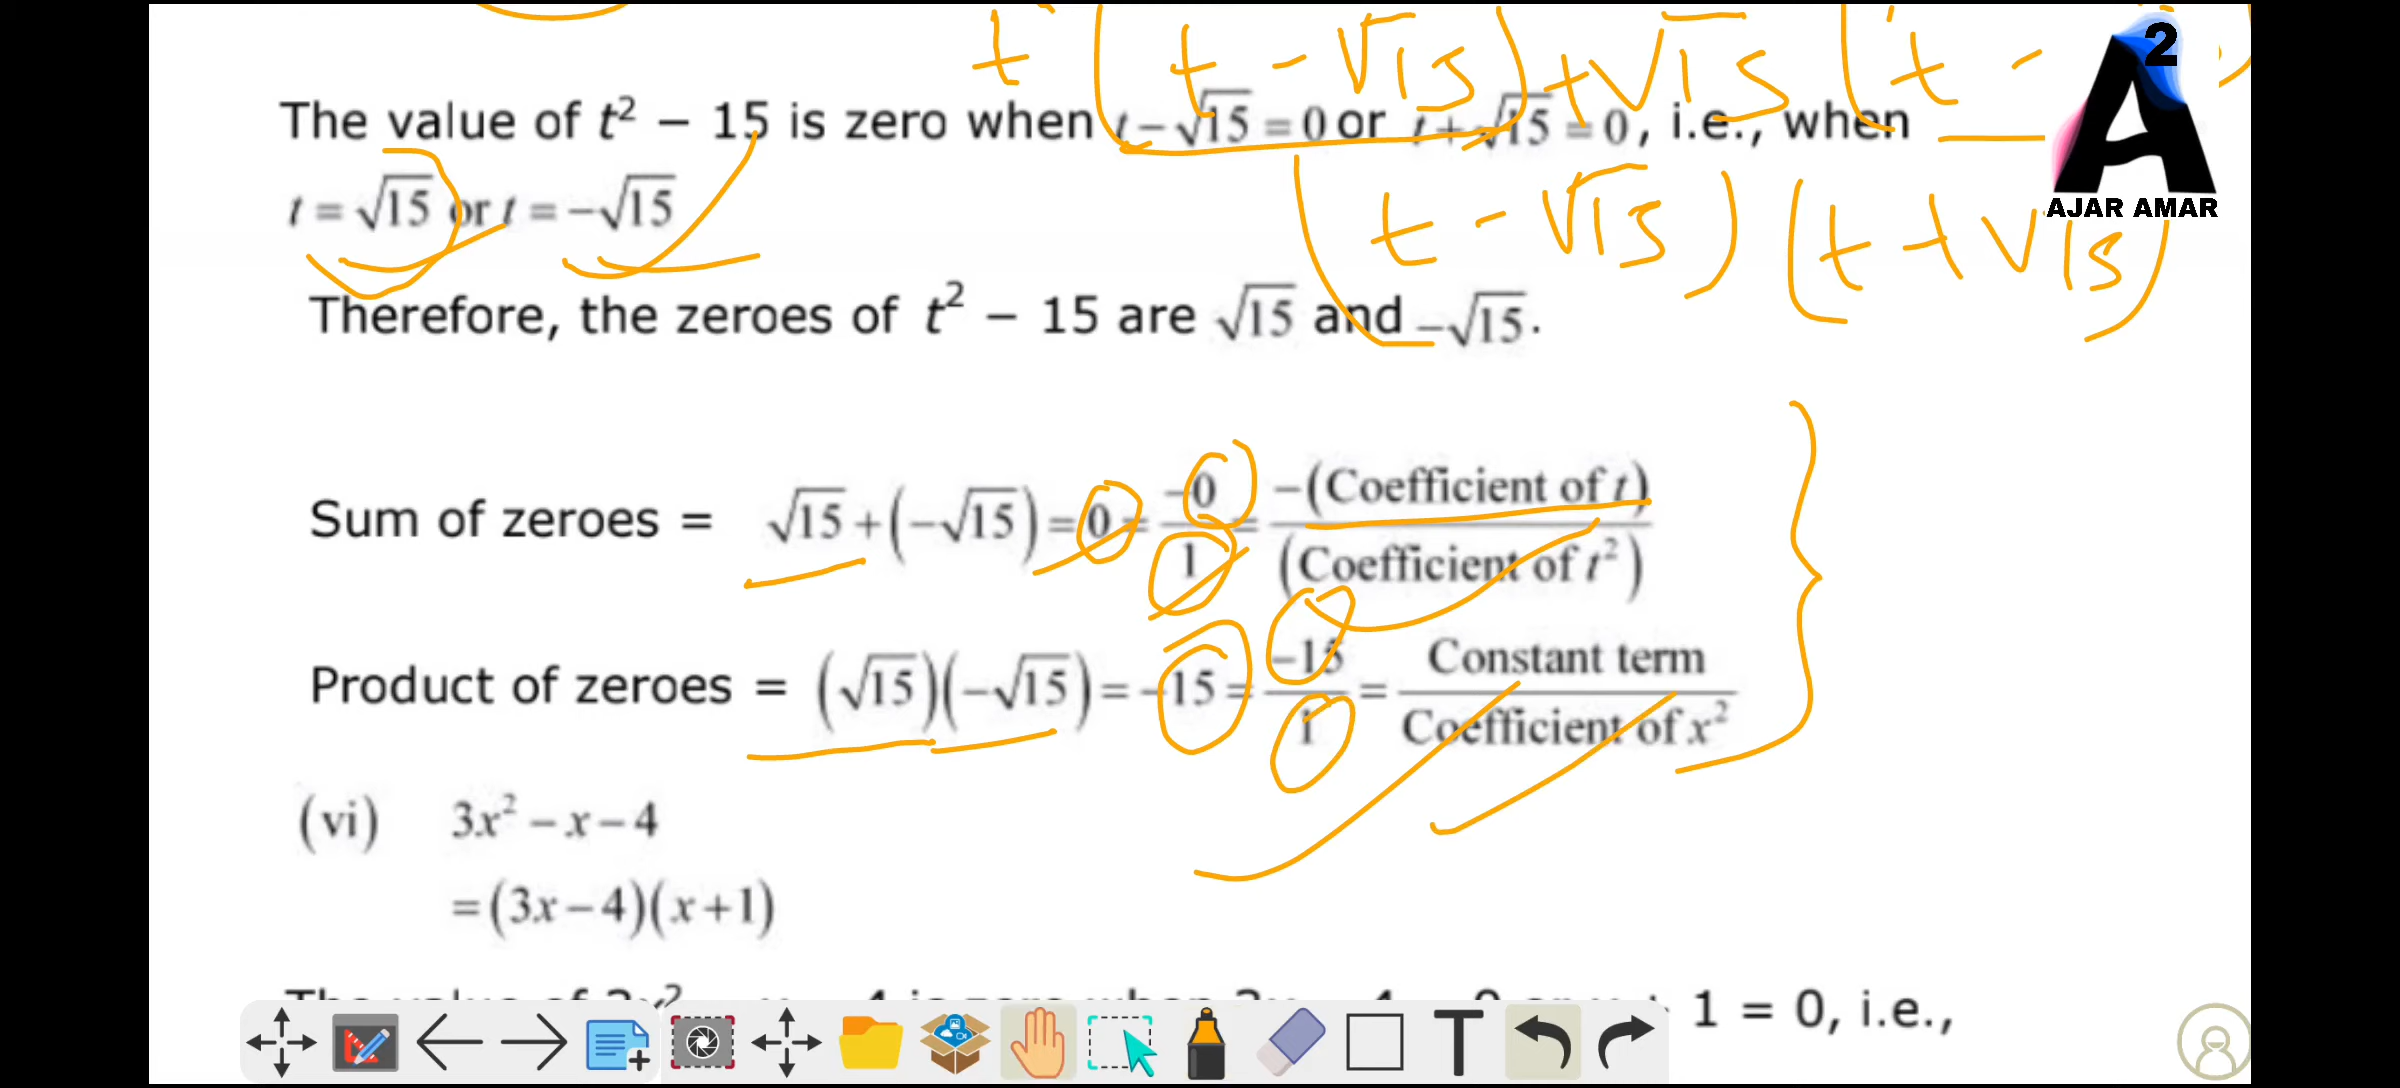 t(t - √15) + √15(t -
2
The value of t² − 15 is zero when t − √15 = 0 or t + √15 = 0, i.e., when
t = √15 or t = −√15
AJAR AMAR
(t - √15)(t + √15)
Therefore, the zeroes of t² − 15 are √15 and −√15.
Sum of zeroes = √15 + (−√15) = 0 = −0/1 = −(Coefficient of t)/(Coefficient of t²)
Product of zeroes = (√15)(−√15) = −15 = −15/1 = Constant term/Coefficient of x²
(vi) 3x² − x − 4
= (3x − 4)(x + 1)
1 = 0, i.e.,
T